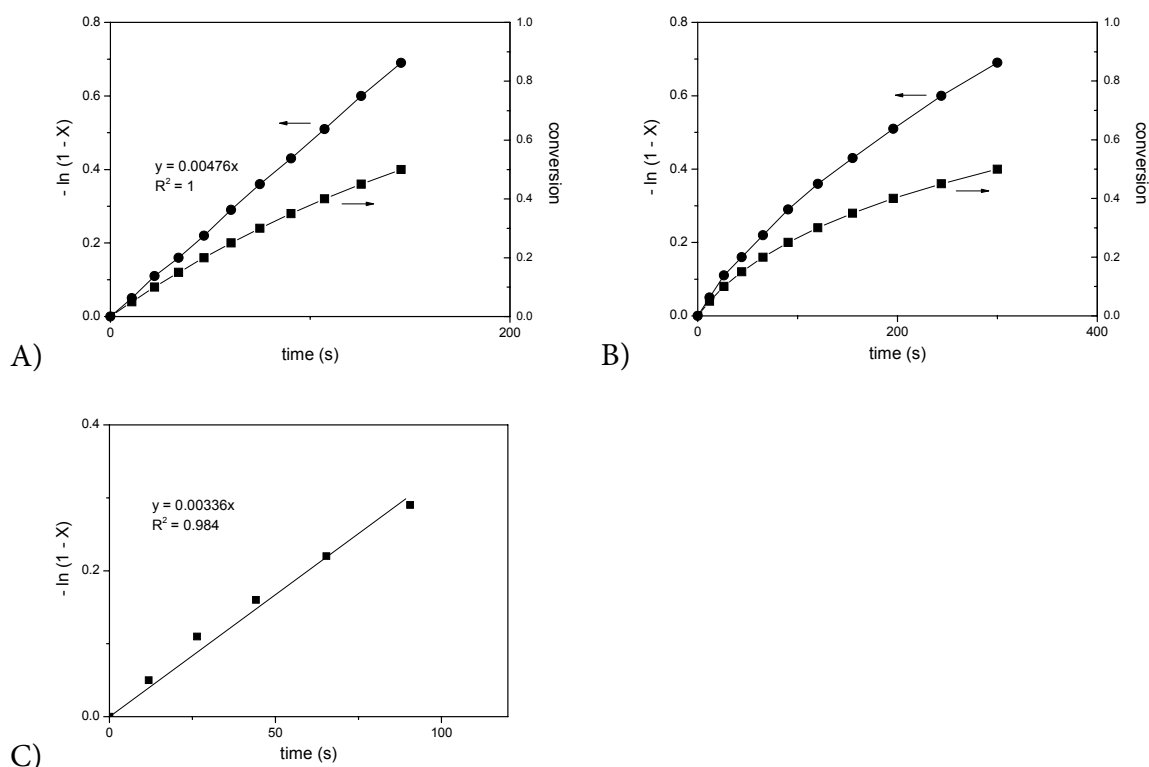 0.8
0.6
0.4
0.2
0.0
- ln (1 - X)
y = 0.00476x
R² = 1
0
200
time (s)
1.0
0.8
0.6
0.4
0.2
0.0
conversion
A)
0.8
0.6
0.4
0.2
0.0
- ln (1 - X)
0
200
400
time (s)
1.0
0.8
0.6
0.4
0.2
0.0
conversion
B)
0.4
0.2
0.0
- ln (1 - X)
y = 0.00336x
R² = 0.984
0
50
100
time (s)
C)